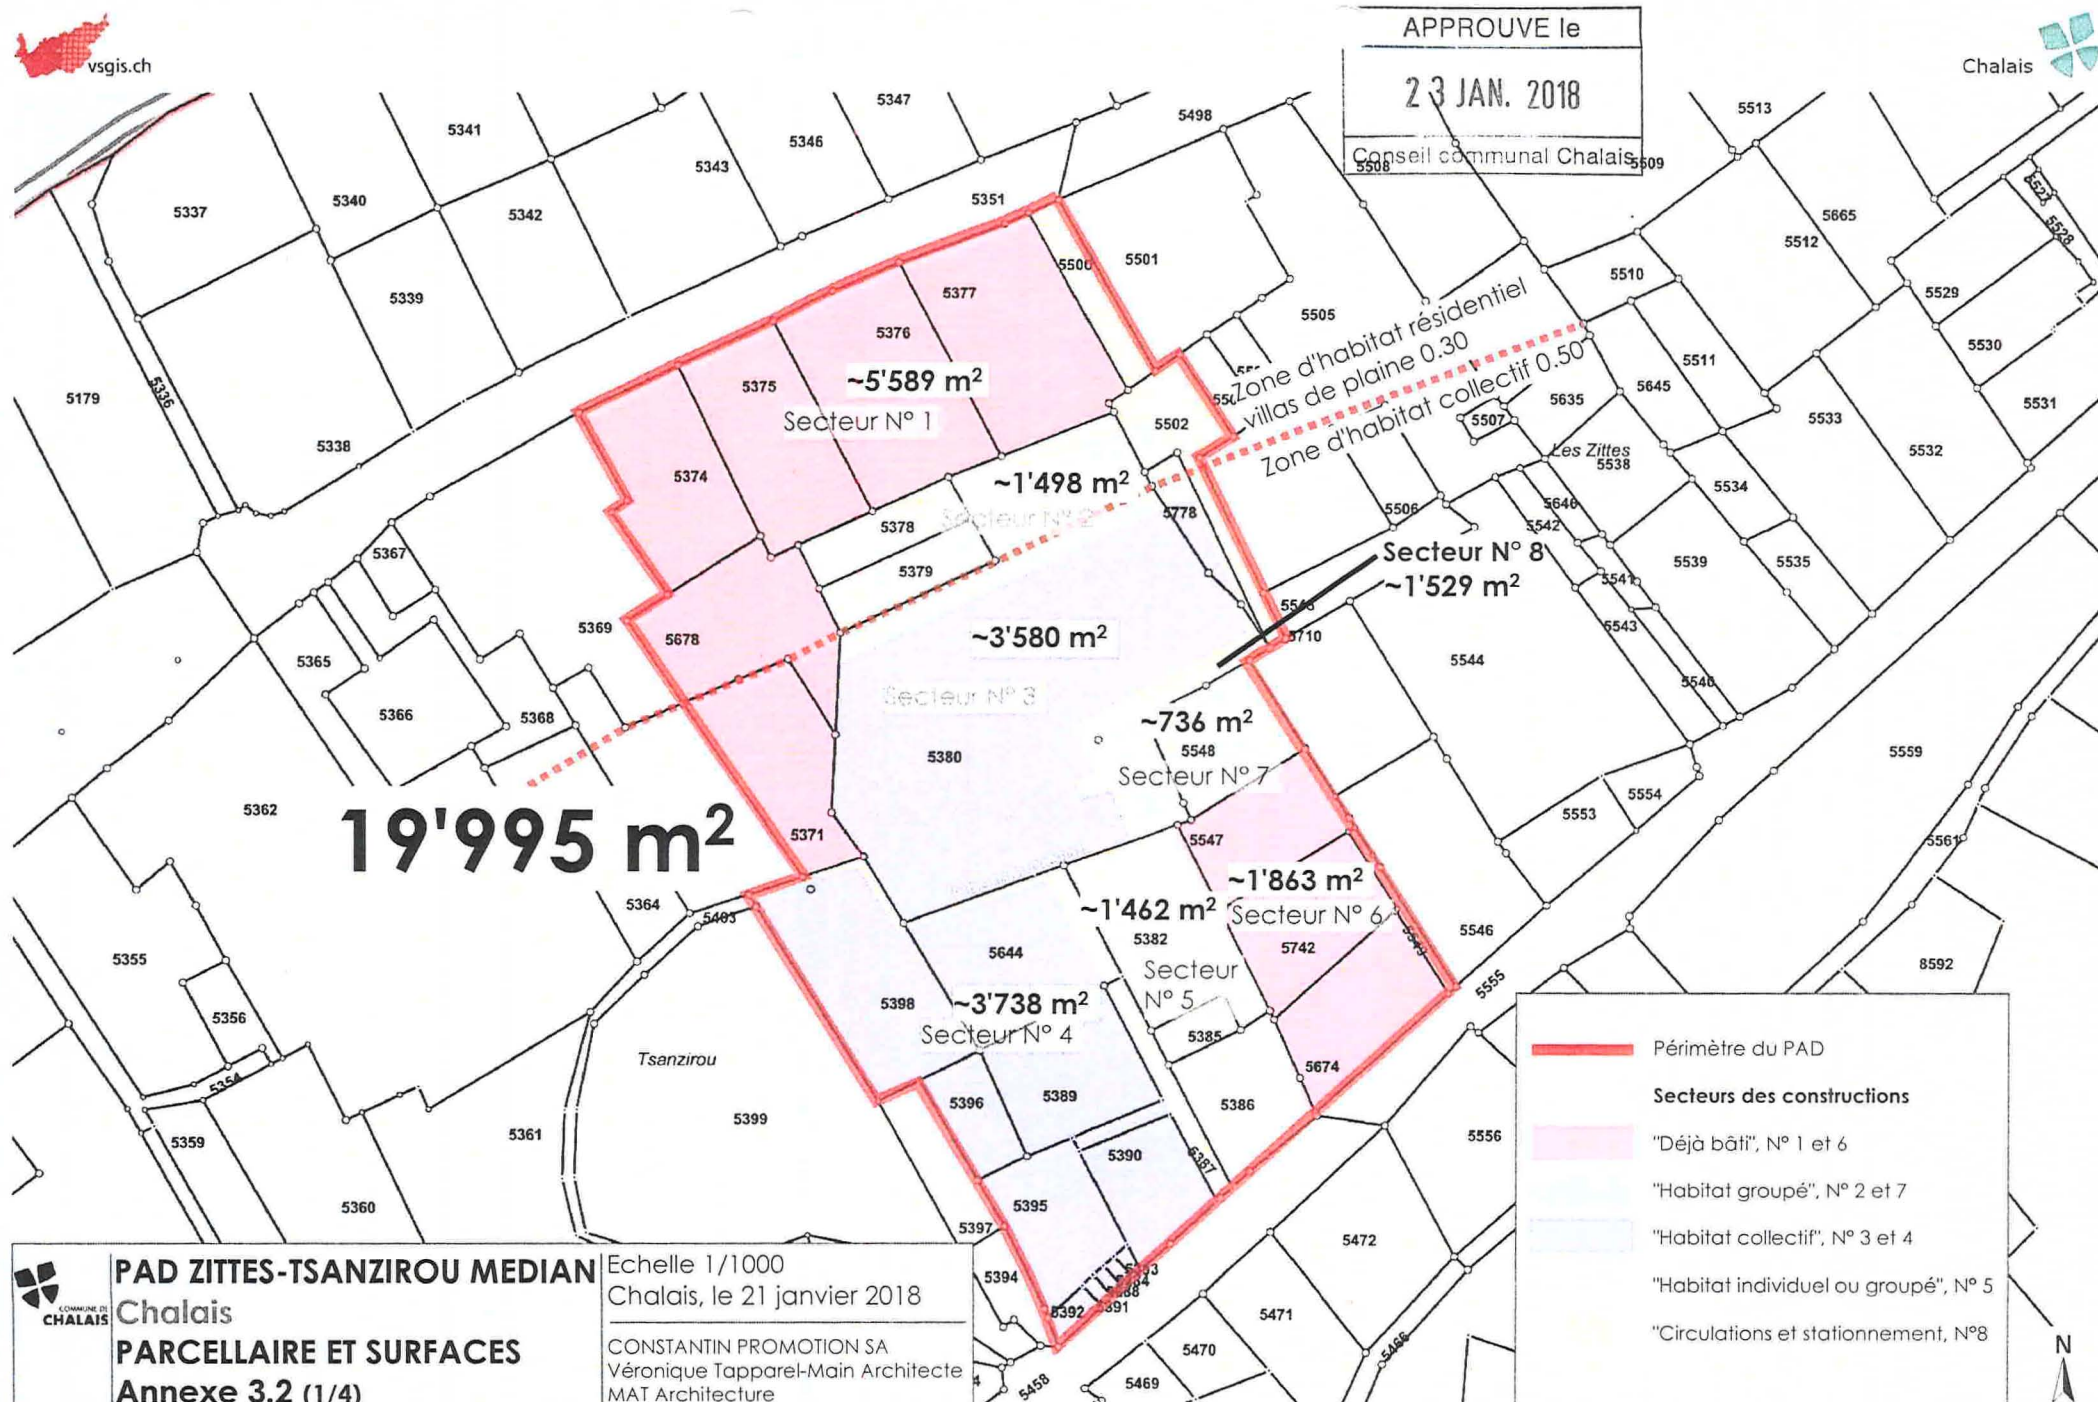 vsgis.ch
APPROUVE le
23 JAN. 2018
Conseil communal Chalais
Chalais
5347
5341
5346
5343
5498
5513
5508
5509
5337
5340
5342
5351
5665
5512
5527
5528
5339
5377
5500
5501
5510
5529
5376
5505
Zone d'habitat résidentiel
villas de plaine 0.30
Zone d'habitat collectif 0.50
5511
5530
5179
5336
5375
~5'589 m²
Secteur N° 1
5645
5635
5531
5338
5502
5507
5533
5532
Les Zittes
5538
5374
~1'498 m²
Secteur N° 2
5534
5378
5778
5506
5646
5542
5367
5379
Secteur N° 8
~1'529 m²
5541
5539
5535
5369
5678
~3'580 m²
5710
5543
5365
5544
5540
5366
5368
Secteur N° 3
~736 m²
5548
Secteur N° 7
5380
5559
5362
19'995 m²
5371
5547
5553
5554
5561
5364
5403
~1'863 m²
Secteur N° 6
~1'462 m²
5382
5546
5549
5355
5644
5742
8592
Secteur
N° 5
5555
5356
5398
~3'738 m²
Secteur N° 4
5385
Tsanzirou
5674
5354
5396
5389
5386
5399
5359
5361
5390
5387
5556
5360
5395
5397
5472
5394
5392
5391
5471
5470
5466
5469
5458
Périmètre du PAD
Secteurs des constructions
"Déjà bâti", N° 1 et 6
"Habitat groupé", N° 2 et 7
"Habitat collectif", N° 3 et 4
"Habitat individuel ou groupé", N° 5
"Circulations et stationnement, N°8
N
COMMUNE DE
CHALAIS
PAD ZITTES-TSANZIROU MEDIAN
Chalais
PARCELLAIRE ET SURFACES
Annexe 3.2 (1/4)
Echelle 1/1000
Chalais, le 21 janvier 2018
CONSTANTIN PROMOTION SA
Véronique Tapparel-Main Architecte
MAT Architecture